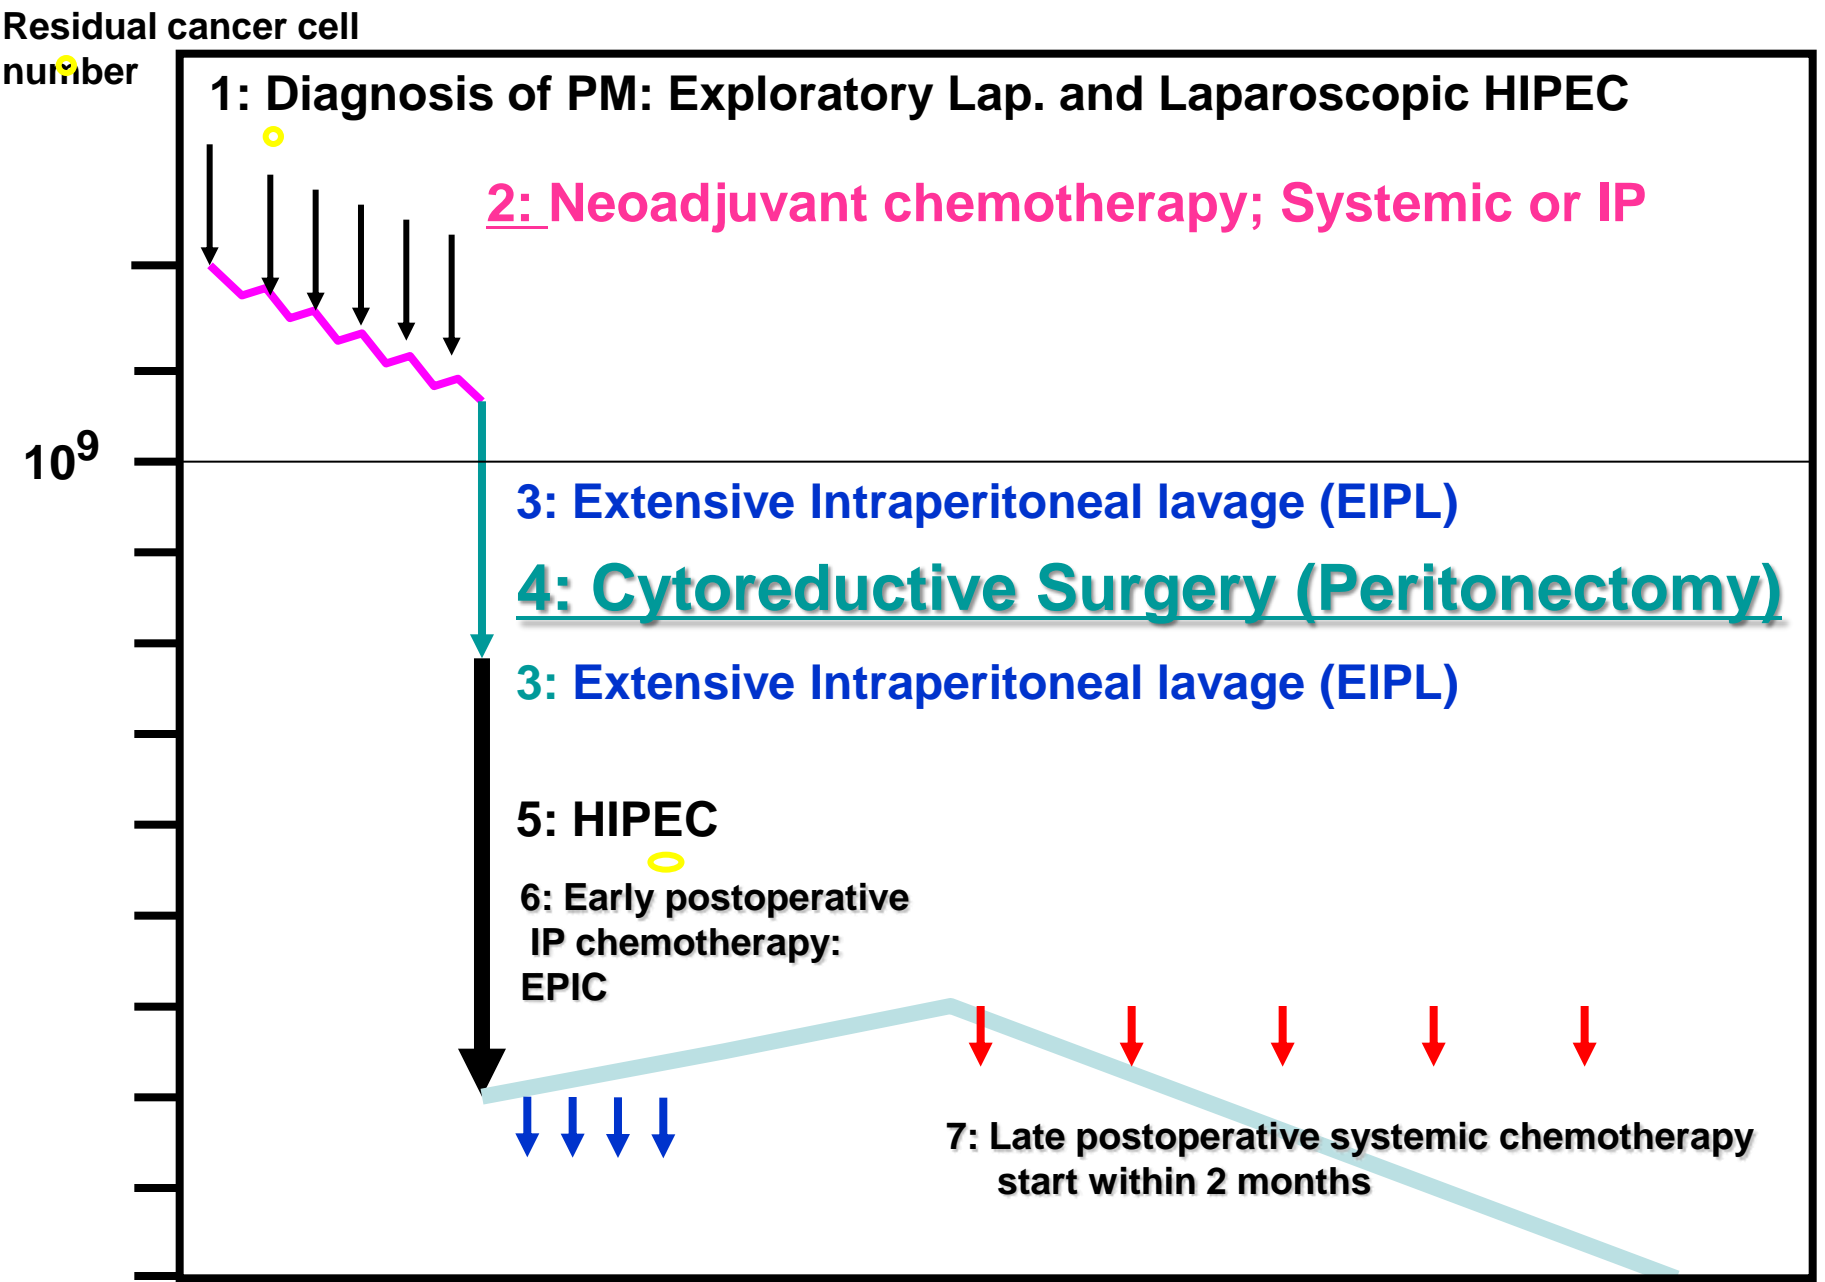 Residual cancer cell
number
1: Diagnosis of PM: Exploratory Lap. and Laparoscopic HIPEC
2: Neoadjuvant chemotherapy; Systemic or IP
10⁹
3: Extensive Intraperitoneal lavage (EIPL)
4: Cytoreductive Surgery (Peritonectomy)
3: Extensive Intraperitoneal lavage (EIPL)
5: HIPEC
6: Early postoperative
IP chemotherapy:
EPIC
7: Late postoperative systemic chemotherapy
start within 2 months